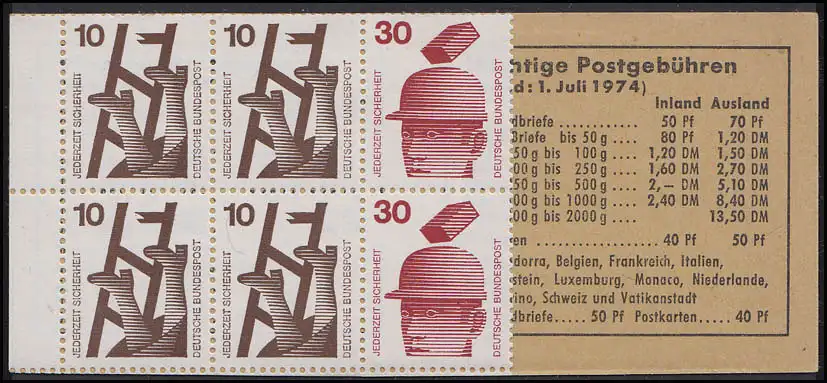 10 10 30
JEDERZEIT SICHERHEIT DEUTSCHE BUNDESPOST JEDERZEIT SICHERHEIT DEUTSCHE BUNDESPOST JEDERZEIT SICHERHEIT DEUTSCHE BUNDESPOST
10 10 30
JEDERZEIT SICHERHEIT DEUTSCHE BUNDESPOST JEDERZEIT SICHERHEIT DEUTSCHE BUNDESPOST JEDERZEIT SICHERHEIT DEUTSCHE BUNDESPOST
htige Postgebühren
d: 1. Juli 1974)
Inland Ausland
dbriefe ............ 50 Pf 70 Pf
Briefe bis 50 g .... 80 Pf 1,20 DM
50 g bis 100 g .... 1,20 DM 1,50 DM
00 g bis 250 g .... 1,60 DM 2,70 DM
50 g bis 500 g .... 2,– DM 5,10 DM
00 g bis 1000 g .... 2,40 DM 8,40 DM
00 g bis 2000 g .... 13,50 DM
en ............ 40 Pf 50 Pf
dorra, Belgien, Frankreich, Italien,
nstein, Luxemburg, Monaco, Niederlande,
ino, Schweiz und Vatikanstadt
dbriefe ..... 50 Pf Postkarten .... 40 Pf